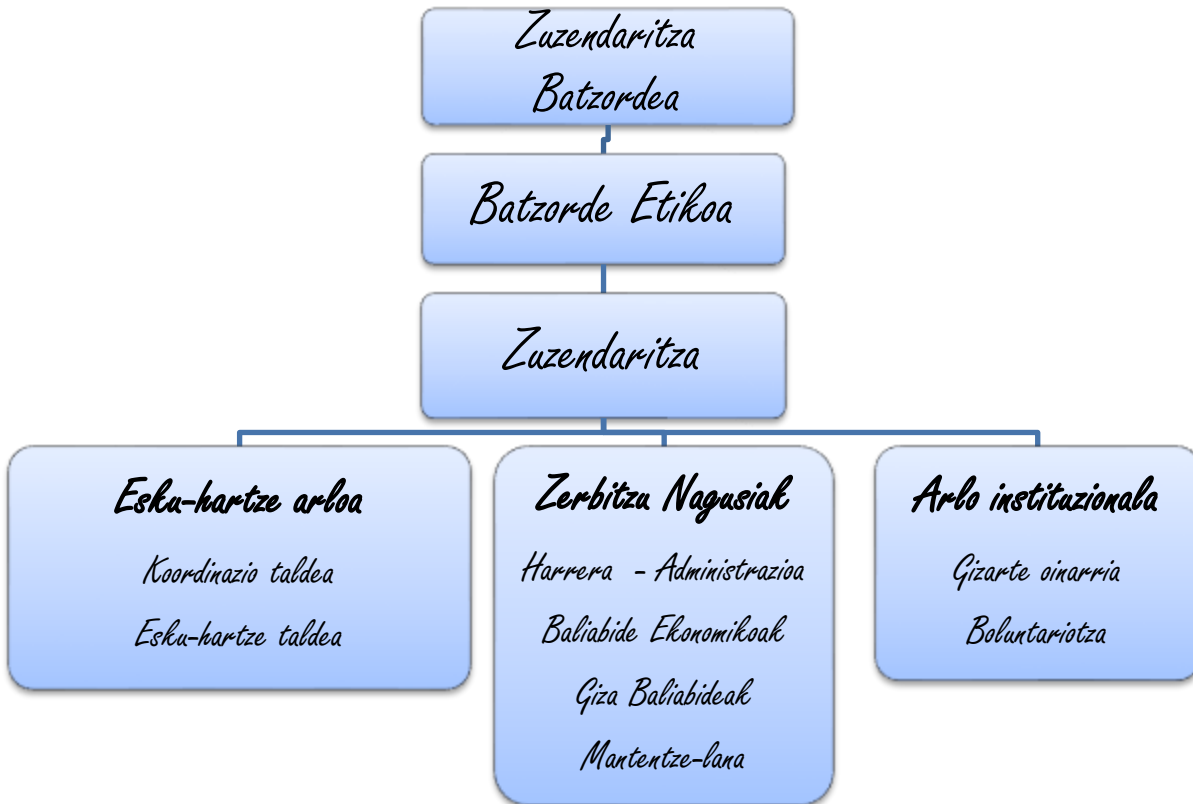 Zuzendaritza
Batzordea
Batzorde Etikoa
Zuzendaritza
Esku-hartze arloa
Koordinazio taldea
Esku-hartze taldea
Zerbitzu Nagusiak
Harrera - Administrazioa
Baliabide Ekonomikoak
Giza Baliabideak
Mantentze-lana
Arlo instituzionala
Gizarte oinarria
Boluntariotza